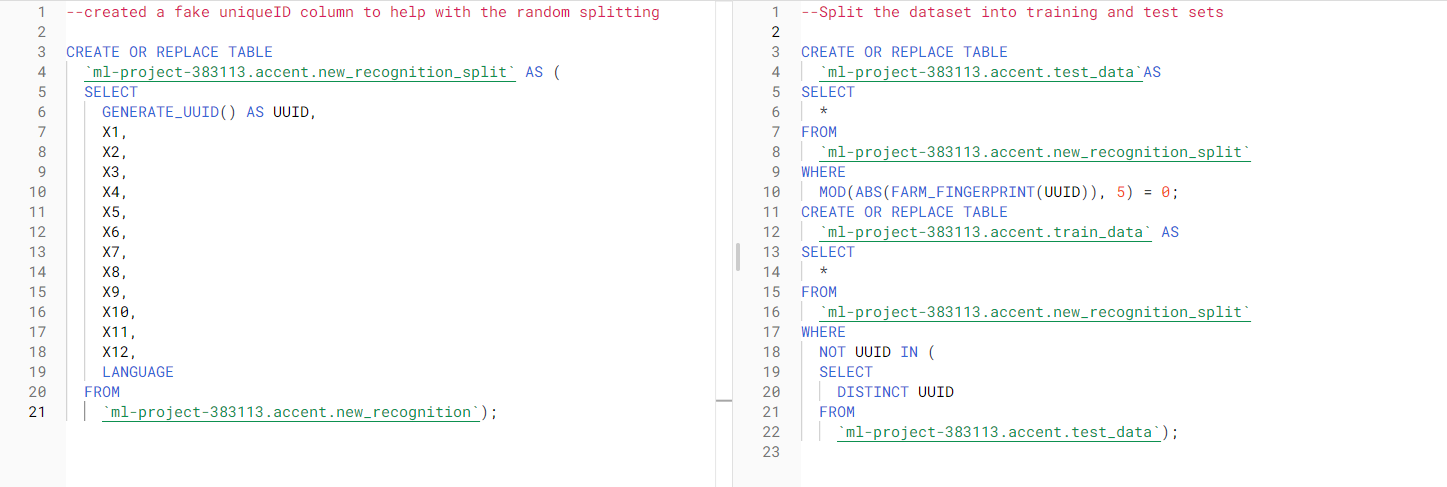 1 --created a fake uniqueID column to help with the random splitting
2
3 CREATE OR REPLACE TABLE
4 `ml-project-383113.accent.new_recognition_split` AS (
5 SELECT
6 GENERATE_UUID() AS UUID,
7 X1,
8 X2,
9 X3,
10 X4,
11 X5,
12 X6,
13 X7,
14 X8,
15 X9,
16 X10,
17 X11,
18 X12,
19 LANGUAGE
20 FROM
21 `ml-project-383113.accent.new_recognition`);
1 --Split the dataset into training and test sets
2
3 CREATE OR REPLACE TABLE
4 `ml-project-383113.accent.test_data`AS
5 SELECT
6 *
7 FROM
8 `ml-project-383113.accent.new_recognition_split`
9 WHERE
10 MOD(ABS(FARM_FINGERPRINT(UUID)), 5) = 0;
11 CREATE OR REPLACE TABLE
12 `ml-project-383113.accent.train_data` AS
13 SELECT
14 *
15 FROM
16 `ml-project-383113.accent.new_recognition_split`
17 WHERE
18 NOT UUID IN (
19 SELECT
20 DISTINCT UUID
21 FROM
22 `ml-project-383113.accent.test_data`);
23